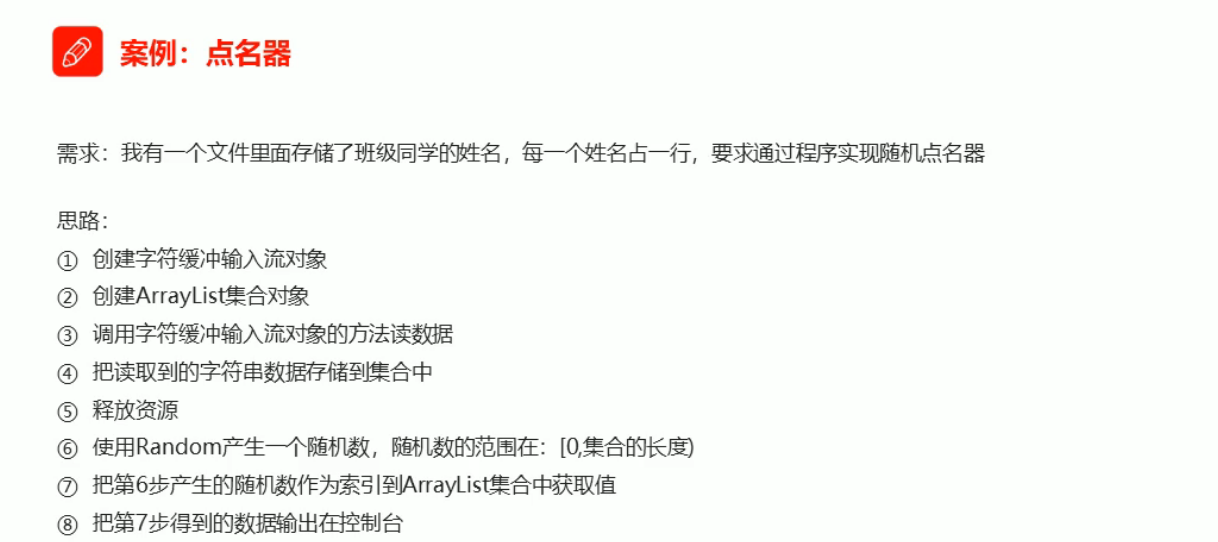 案例：点名器
需求：我有一个文件里面存储了班级同学的姓名，每一个姓名占一行，要求通过程序实现随机点名器
思路：
① 创建字符缓冲输入流对象
② 创建ArrayList集合对象
③ 调用字符缓冲输入流对象的方法读数据
④ 把读取到的字符串数据存储到集合中
⑤ 释放资源
⑥ 使用Random产生一个随机数，随机数的范围在：[0,集合的长度)
⑦ 把第6步产生的随机数作为索引到ArrayList集合中获取值
⑧ 把第7步得到的数据输出在控制台